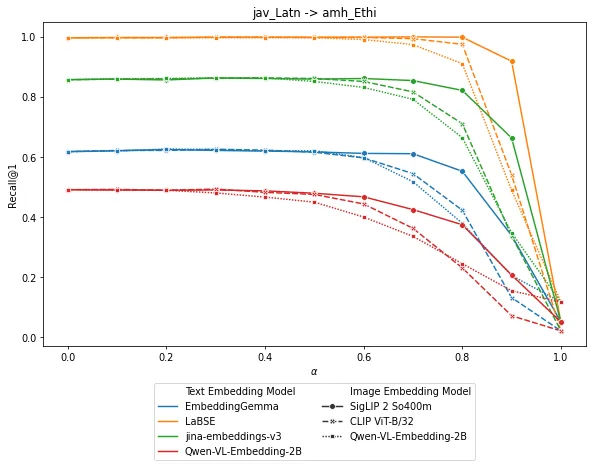 jav_Latn -> amh_Ethi
Recall@1
1.0
0.8
0.6
0.4
0.2
0.0
0.0 0.2 0.4 0.6 0.8 1.0
α
Text Embedding Model Image Embedding Model
EmbeddingGemma SigLIP 2 So400m
LaBSE CLIP ViT-B/32
jina-embeddings-v3 Qwen-VL-Embedding-2B
Qwen-VL-Embedding-2B